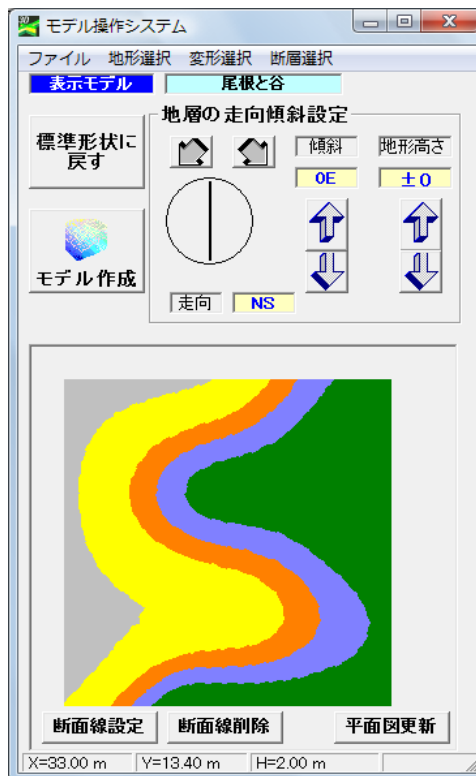 モデル操作システム
ファイル 地形選択 変形選択 断層選択
表示モデル 尾根と谷
地層の走向傾斜設定
標準形状に
戻す
傾斜 地形高さ
0E ±0
モデル作成
走向 NS
断面線設定 断面線削除 平面図更新
X=33.00 m Y=13.40 m H=2.00 m